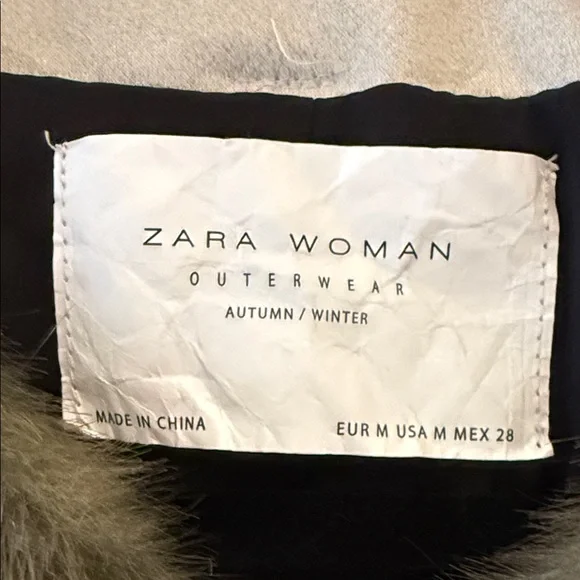 ZARA WOMAN
OUTERWEAR
AUTUMN / WINTER
MADE IN CHINA
EUR M USA M MEX 28